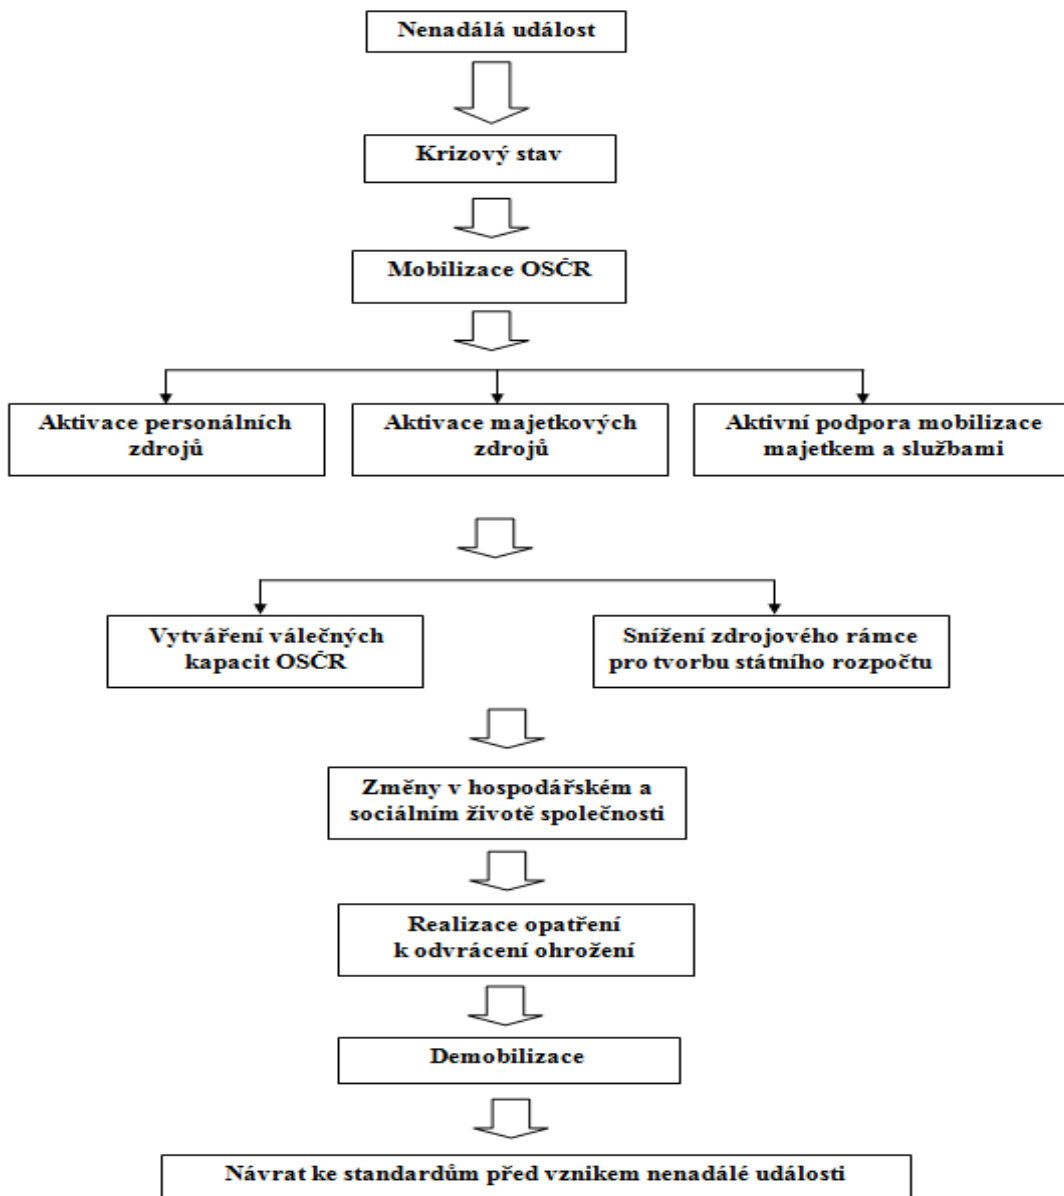 Nenadálá událost
Krizový stav
Mobilizace OSČR
Aktivace personálních
zdrojů
Aktivace majetkových
zdrojů
Aktivní podpora mobilizace
majetkem a službami
Vytváření válečných
kapacit OSČR
Snížení zdrojového rámce
pro tvorbu státního rozpočtu
Změny v hospodářském a
sociálním životě společnosti
Realizace opatření
k odvrácení ohrožení
Demobilizace
Návrat ke standardům před vznikem nenadálé události